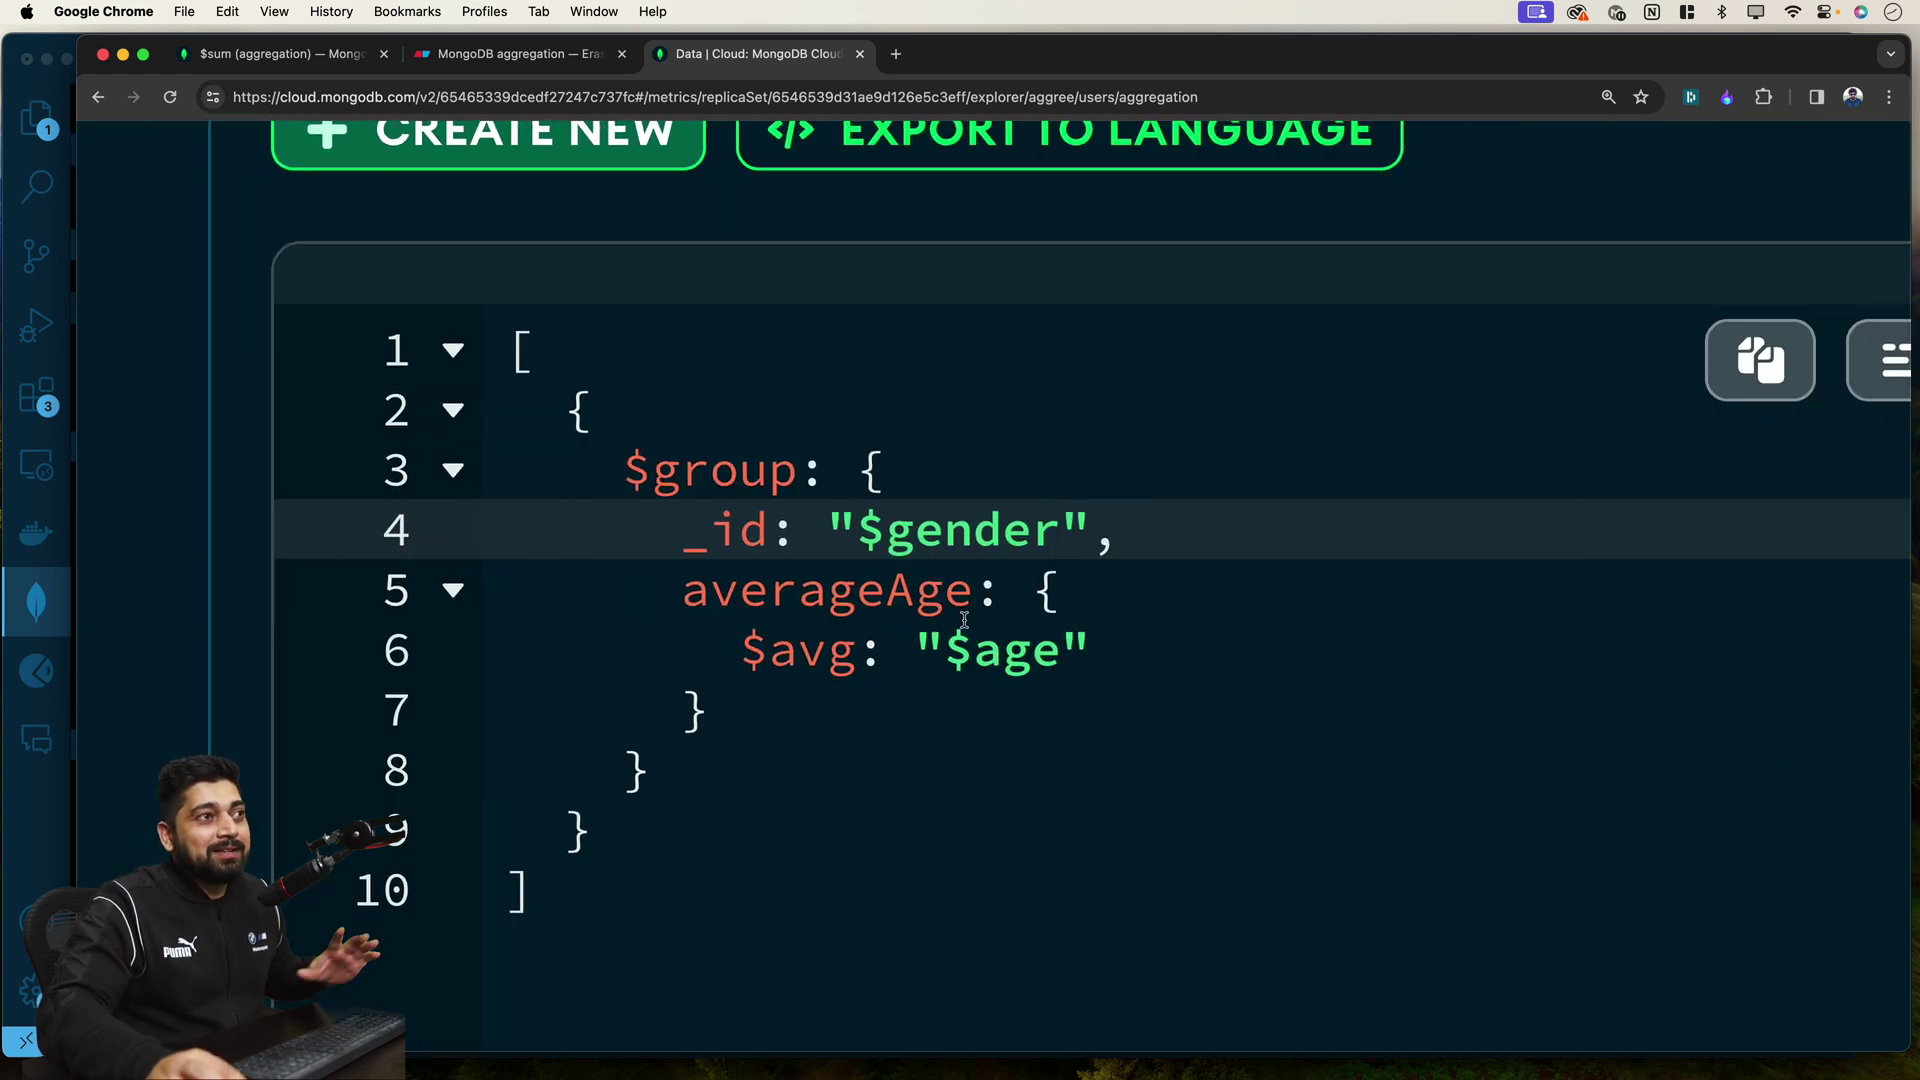 Google Chrome File Edit View History Bookmarks Profiles Tab Window Help
$sum (aggregation) — Mongo
MongoDB aggregation — Eras
Data | Cloud: MongoDB Cloud
https://cloud.mongodb.com/v2/65465339dcedf27247c737fc#/metrics/replicaSet/6546539d31ae9d126e5c3eff/explorer/aggree/users/aggregation
1
3
CREATE NEW
</> EXPORT TO LANGUAGE
1 [
2 {
3 $group: {
4 _id: "$gender",
5 averageAge: {
6 $avg: "$age"
7 }
8 }
9 }
10 ]
PUMA